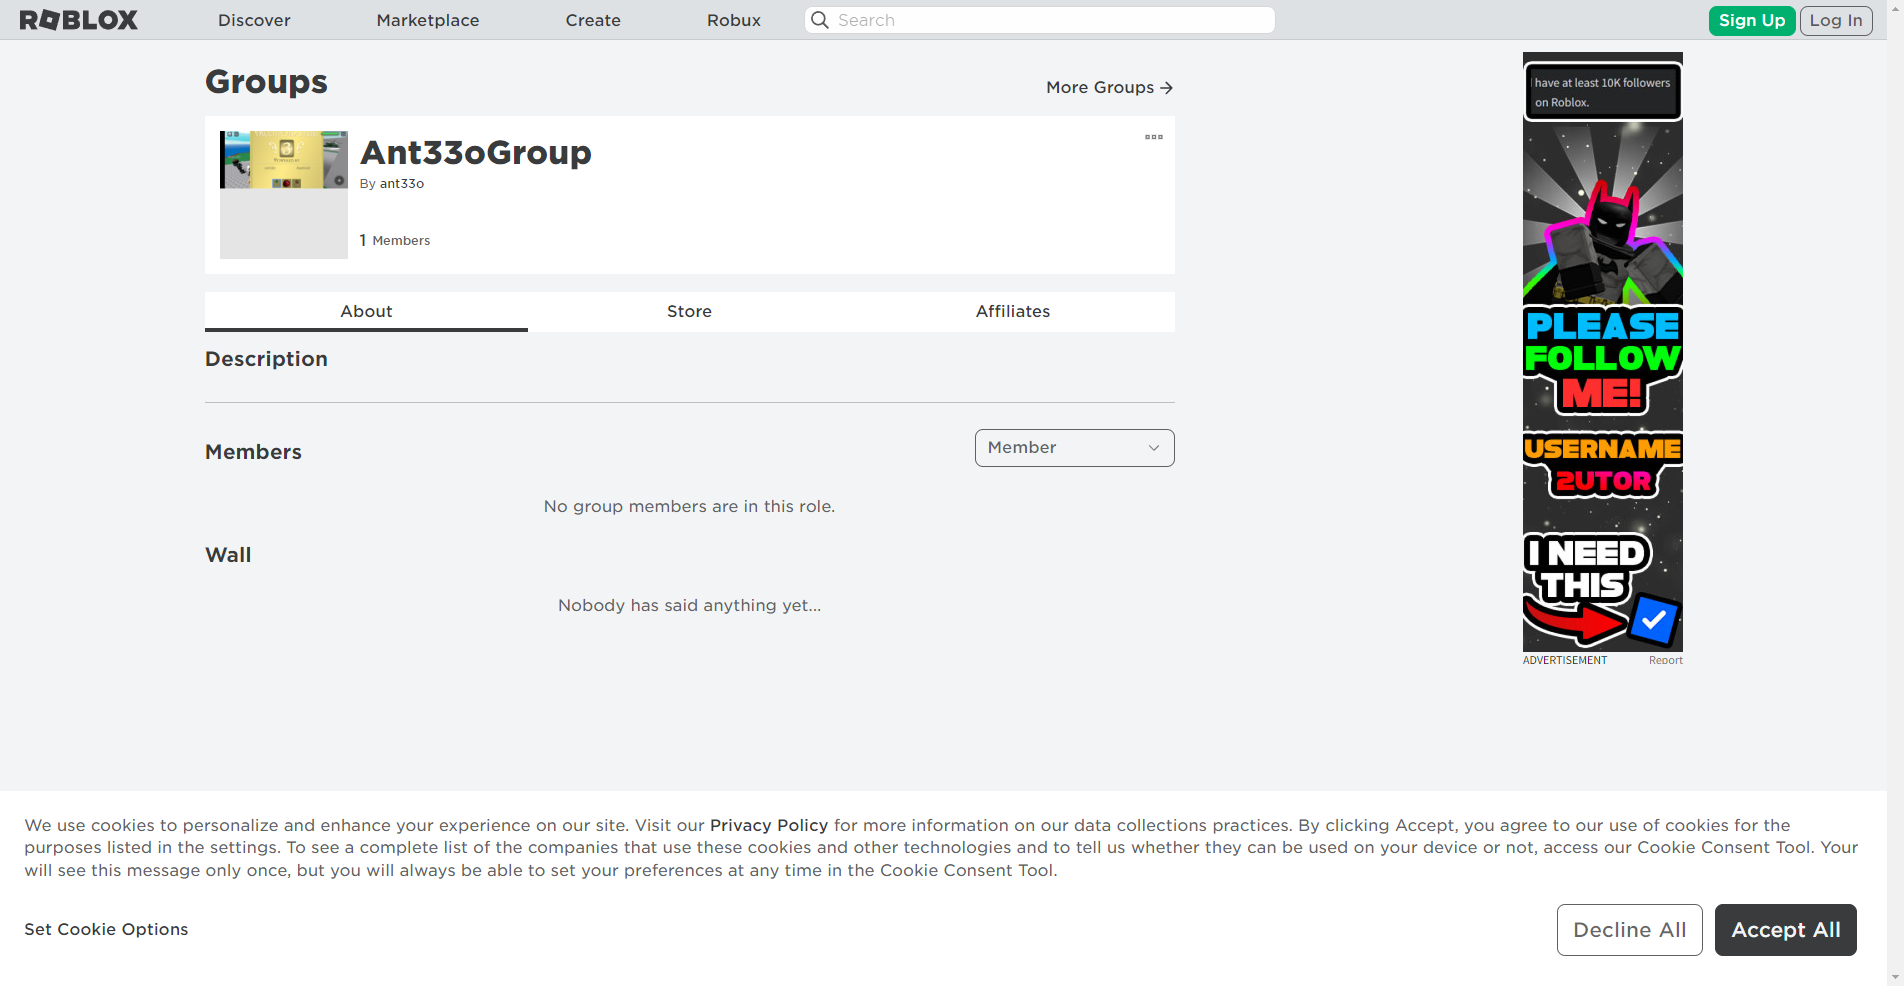 ROBLOX
Discover
Marketplace
Create
Robux
Search
Sign Up
Log In
Groups
More Groups
Ant33oGroup
By ant33o
1 Members
About
Store
Affiliates
Description
Members
Member
No group members are in this role.
Wall
Nobody has said anything yet...
have at least 10K followers
on Roblox.
PLEASE
FOLLOW
ME!
USERNAME
2UTOR
I NEED
THIS
ADVERTISEMENT
Report
We use cookies to personalize and enhance your experience on our site. Visit our Privacy Policy for more information on our data collections practices. By clicking Accept, you agree to our use of cookies for the
purposes listed in the settings. To see a complete list of the companies that use these cookies and other technologies and to tell us whether they can be used on your device or not, access our Cookie Consent Tool. Your
will see this message only once, but you will always be able to set your preferences at any time in the Cookie Consent Tool.
Set Cookie Options
Decline All
Accept All